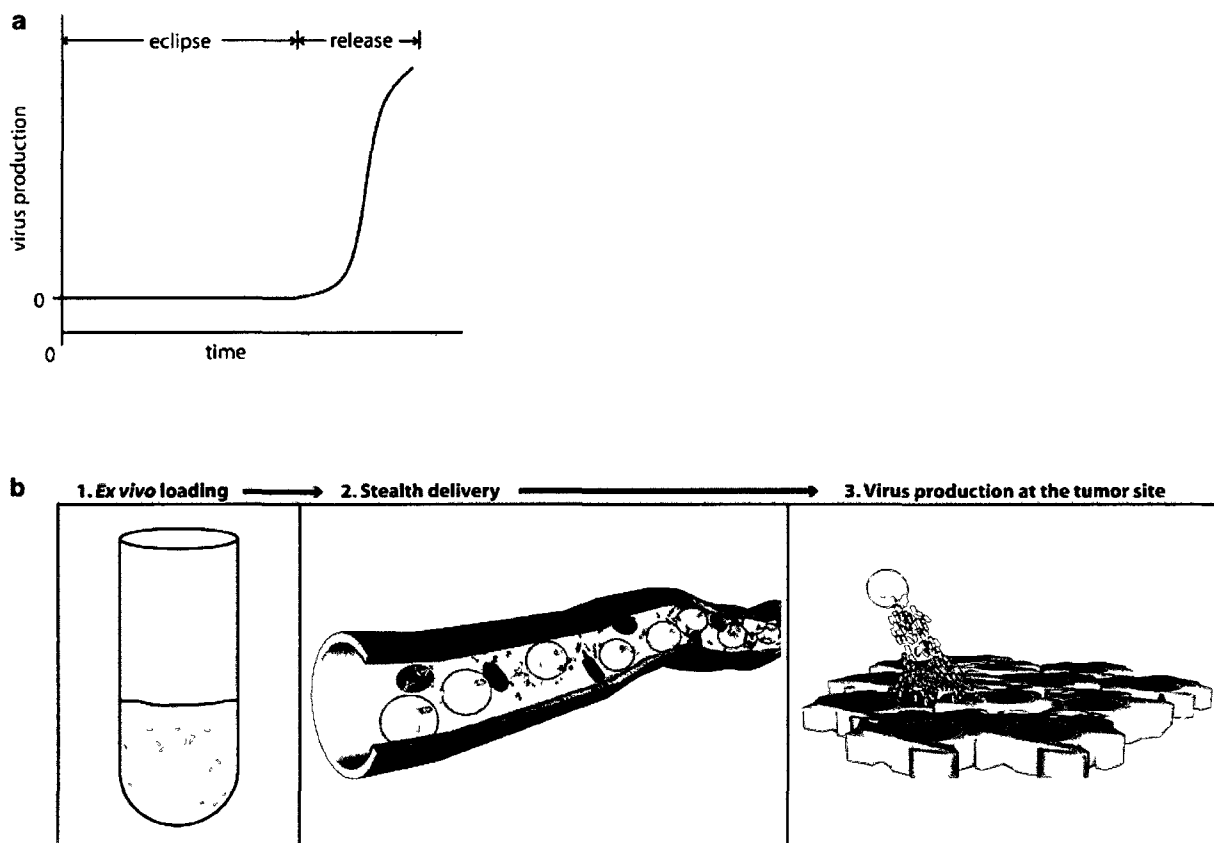 a
eclipse release
virus production
0
0 time
b 1. Ex vivo loading 2. Stealth delivery 3. Virus production at the tumor site